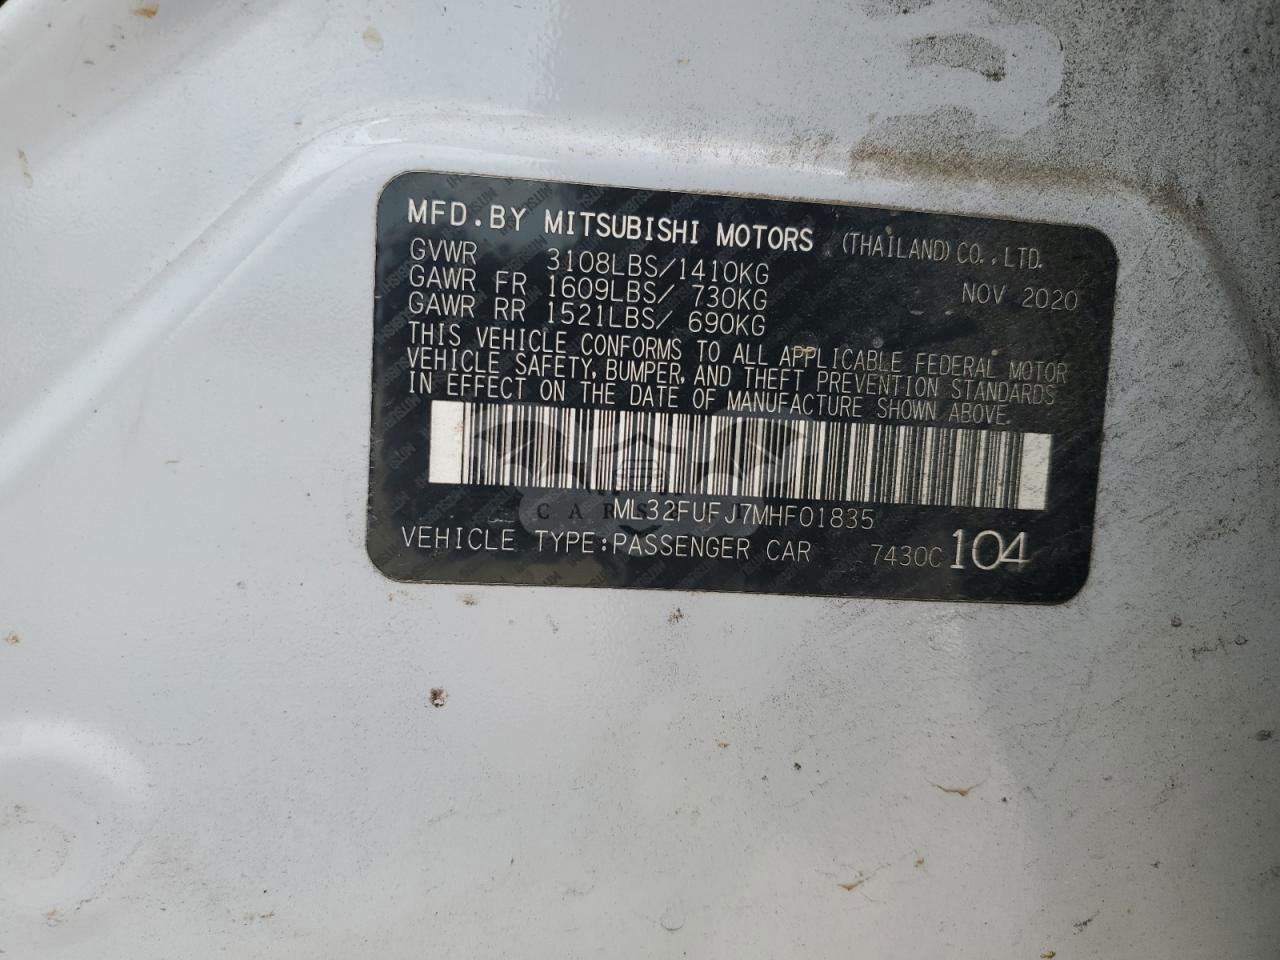 MFD.BY MITSUBISHI MOTORS (THAILAND)CO.,LTD.
GVWR 3108LBS/1410KG
GAWR FR 1609LBS/ 730KG NOV 2020
GAWR RR 1521LBS/ 690KG
THIS VEHICLE CONFORMS TO ALL APPLICABLE FEDERAL MOTOR
VEHICLE SAFETY, BUMPER, AND THEFT PREVENTION STANDARDS
IN EFFECT ON THE DATE OF MANUFACTURE SHOWN ABOVE.
ML32FUFJ7MHF01835
VEHICLE TYPE:PASSENGER CAR 7430C 104